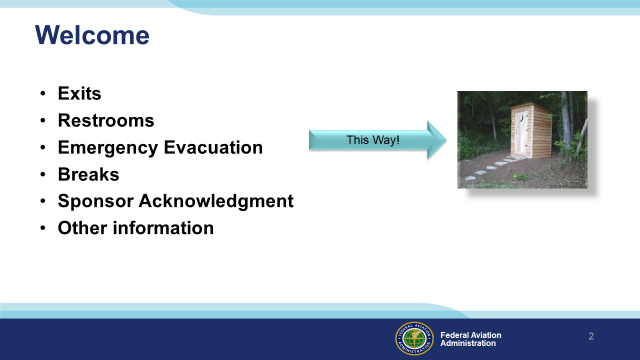 Welcome
• Exits
• Restrooms
• Emergency Evacuation
• Breaks
• Sponsor Acknowledgment
• Other information
This Way!
Federal Aviation
Administration
2